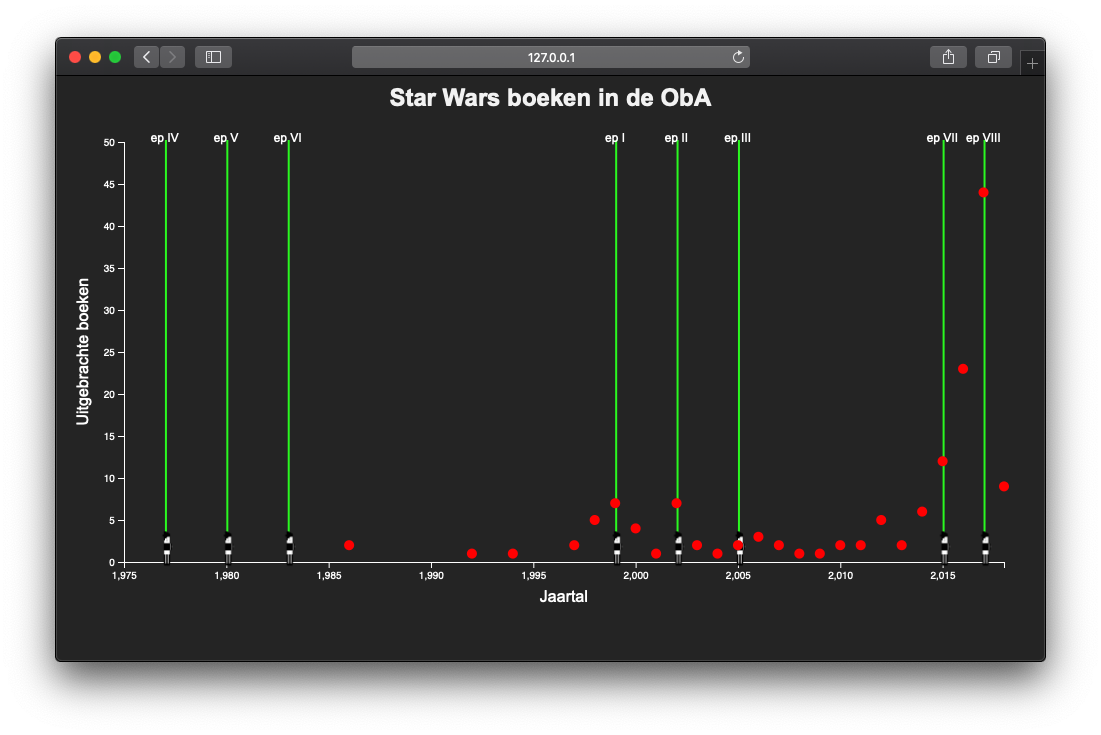 127.0.0.1
Star Wars boeken in de ObA
ep IV ep V ep VI ep I ep II ep III ep VII ep VIII
50
45
40
35
30
25
20
15
10
5
0
Uitgebrachte boeken
1,975 1,980 1,985 1,990 1,995 2,000 2,005 2,010 2,015
Jaartal